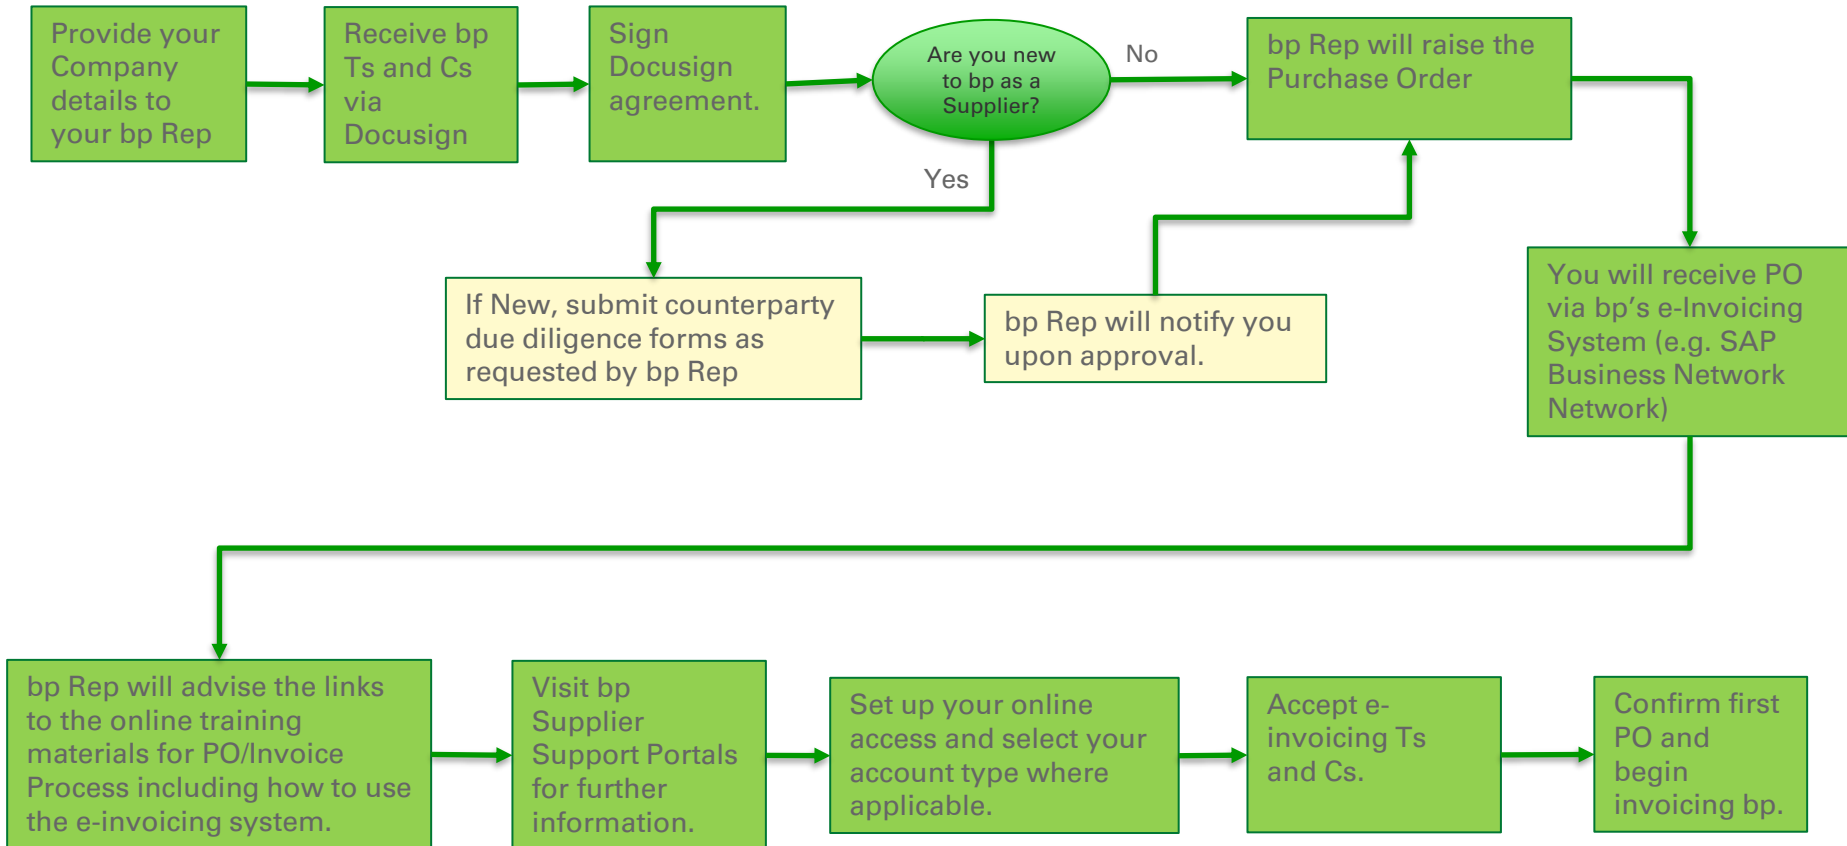 Provide your
Company
details to
your bp Rep
Receive bp
Ts and Cs
via
Docusign
Sign
Docusign
agreement.
Are you new
to bp as a
Supplier?
No
Yes
bp Rep will raise the
Purchase Order
If New, submit counterparty
due diligence forms as
requested by bp Rep
bp Rep will notify you
upon approval.
You will receive PO
via bp’s e-Invoicing
System (e.g. SAP
Business Network
Network)
bp Rep will advise the links
to the online training
materials for PO/Invoice
Process including how to use
the e-invoicing system.
Visit bp
Supplier
Support Portals
for further
information.
Set up your online
access and select your
account type where
applicable.
Accept e-
invoicing Ts
and Cs.
Confirm first
PO and
begin
invoicing bp.